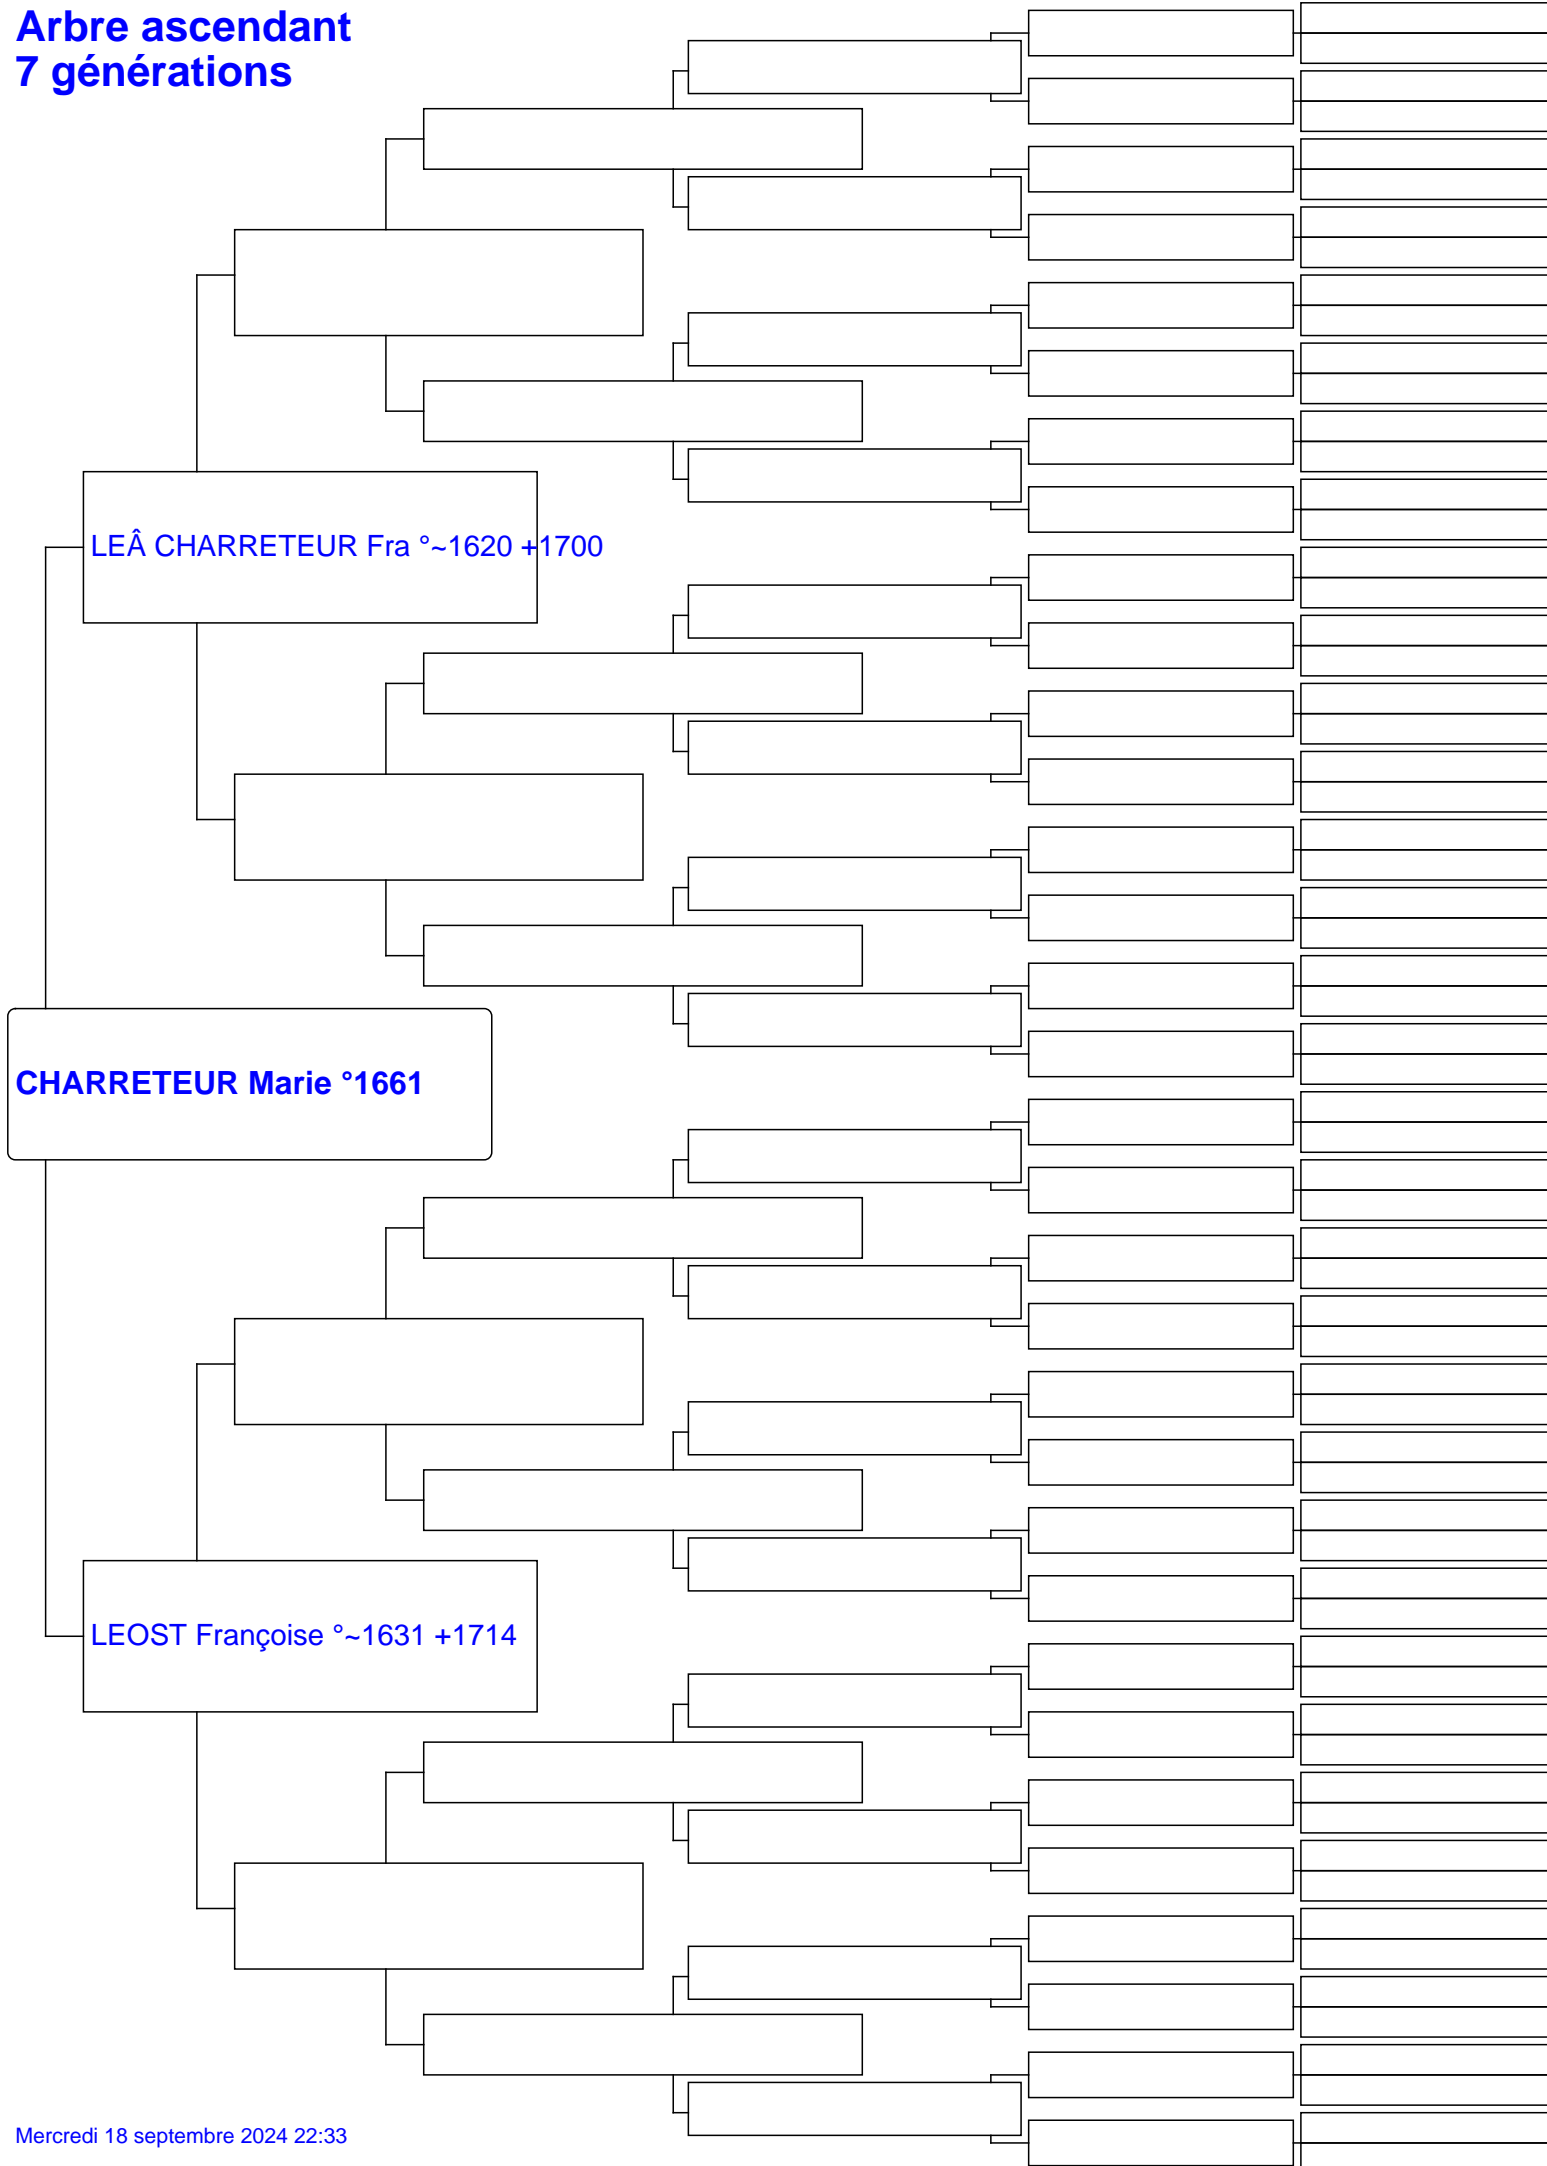 Arbre ascendant
7 générations
LEÂ CHARRETEUR Fra °~1620 +1700
CHARRETEUR Marie °1661
LEOST Françoise °~1631 +1714
Mercredi 18 septembre 2024 22:33